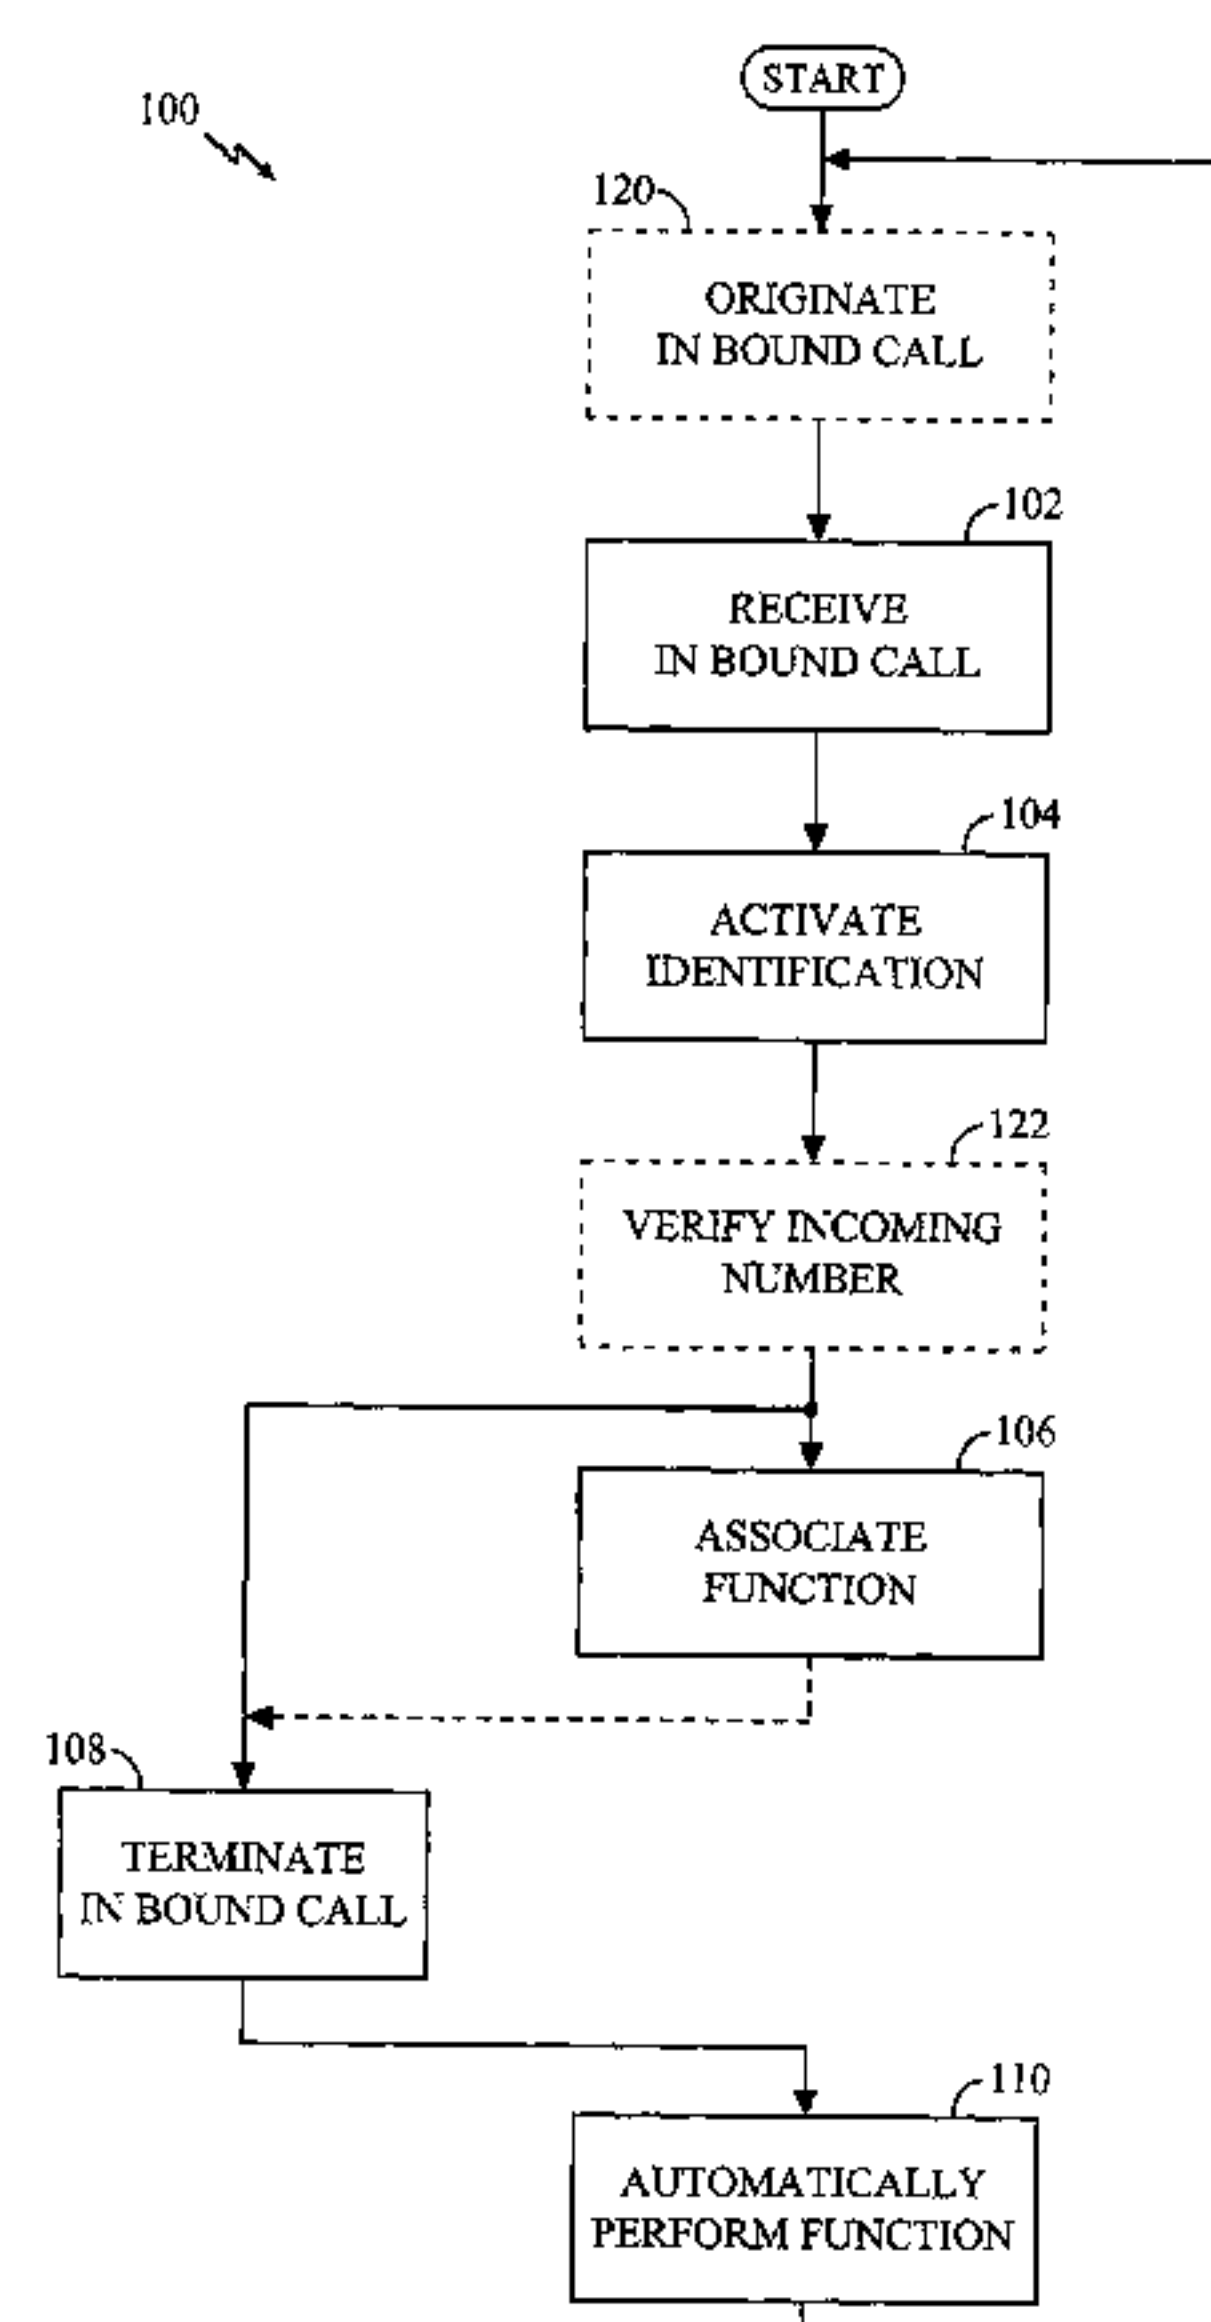 START
100
120
ORIGINATE
IN BOUND CALL
102
RECEIVE
IN BOUND CALL
104
ACTIVATE
IDENTIFICATION
122
VERIFY INCOMING
NUMBER
106
ASSOCIATE
FUNCTION
108
TERMINATE
IN BOUND CALL
110
AUTOMATICALLY
PERFORM FUNCTION